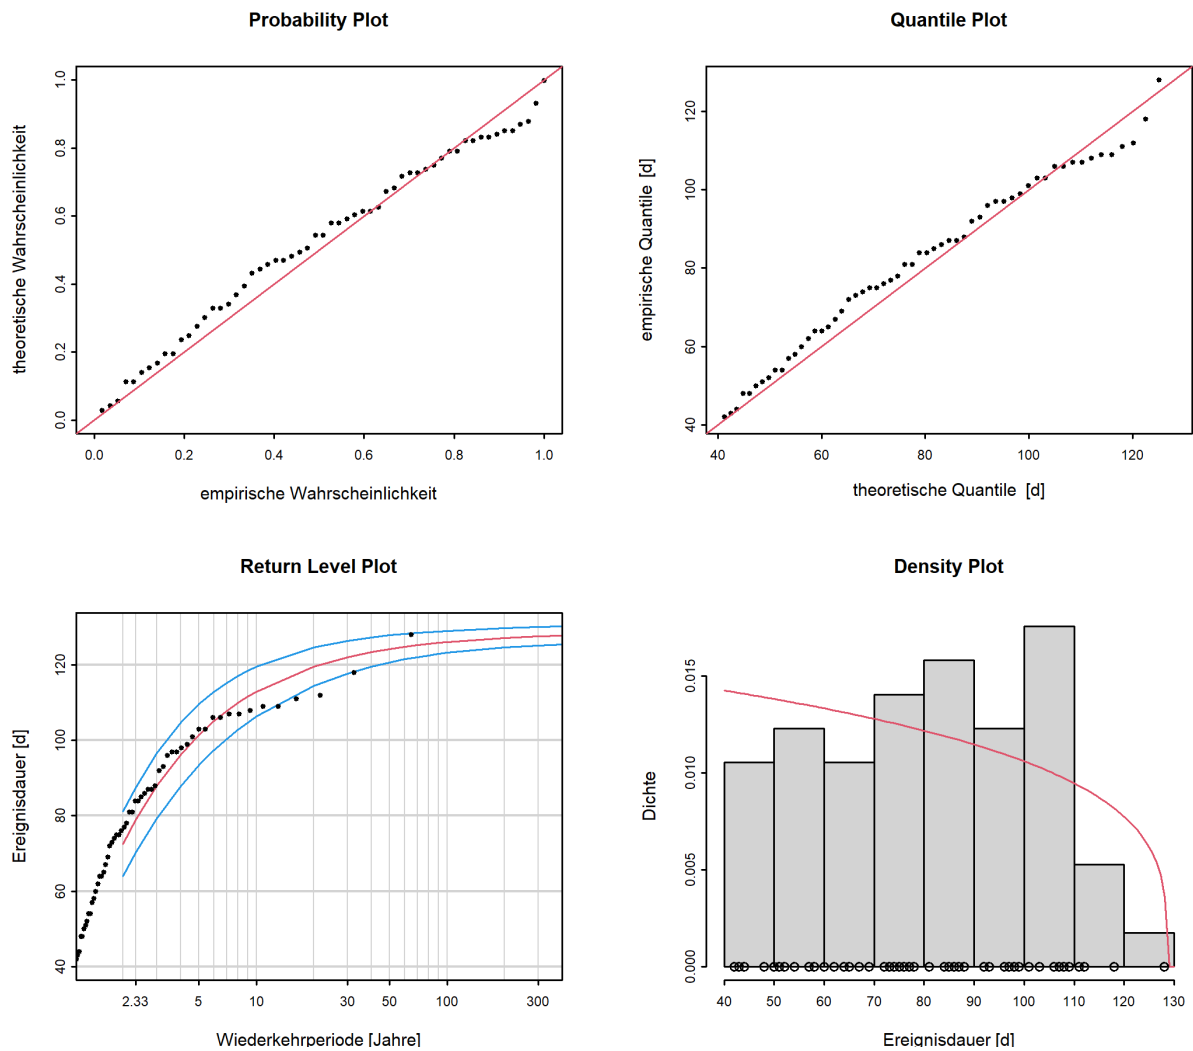 Probability Plot
theoretische Wahrscheinlichkeit
0.0 0.2 0.4 0.6 0.8 1.0
0.0 0.2 0.4 0.6 0.8 1.0
empirische Wahrscheinlichkeit
Quantile Plot
empirische Quantile [d]
40 60 80 100 120
40 60 80 100 120
theoretische Quantile [d]
Return Level Plot
Ereignisdauer [d]
40 60 80 100 120
2.33 5 10 30 50 100 300
Wiederkehrperiode [Jahre]
Density Plot
Dichte
0.000 0.005 0.010 0.015
40 50 60 70 80 90 100 110 120 130
Ereignisdauer [d]